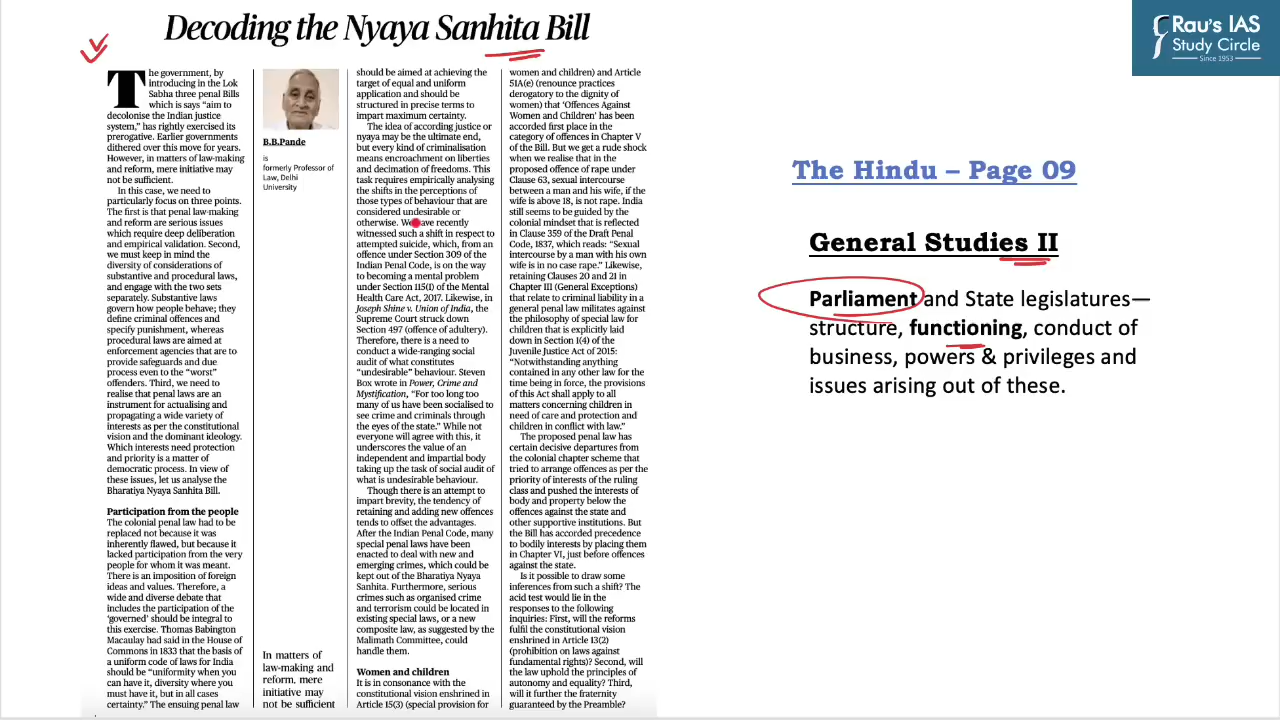 Decoding the Nyaya Sanhita Bill
The government, by
introducing in the Lok
Sabha three penal Bills
which is says “aim to
decolonise the Indian justice
system,” has rightly exercised its
prerogative. Earlier governments
dithered over this move for years.
However, in matters of law-making
and reform, mere initiative may
not be sufficient.
In this case, we need to
particularly focus on three points.
The first is that penal law-making
and reform are serious issues
which require deep deliberation
and empirical validation. Second,
we must keep in mind the
diversity of considerations of
substantive and procedural laws,
and engage with the two sets
separately. Substantive laws
govern how people behave; they
define criminal offences and
specify punishment, whereas
procedural laws are aimed at
enforcement agencies that are to
provide safeguards and due
process even to the “worst”
offenders. Third, we need to
realise that penal laws are an
instrument for actualising and
propagating a wide variety of
interests as per the constitutional
vision and the dominant ideology.
Which interests need protection
and priority is a matter of
democratic process. In view of
these issues, let us analyse the
Bharatiya Nyaya Sanhita Bill.
Participation from the people
The colonial penal law had to be
replaced not because it was
inherently flawed, but because it
lacked participation from the very
people for whom it was meant.
There is an imposition of foreign
ideas and values. Therefore, a
wide and diverse debate that
includes the participation of the
‘governed’ should be integral to
this exercise. Thomas Babington
Macaulay had said in the House of
Commons in 1833 that the basis of
a uniform code of laws for India
should be “uniformity when you
can have it, diversity where you
must have it, but in all cases
certainty.” The ensuing penal law
B.B.Pande
is
formerly Professor of
Law, Delhi
University
In matters of
law-making and
reform, mere
initiative may
not be sufficient
should be aimed at achieving the
target of equal and uniform
application and should be
structured in precise terms to
impart maximum certainty.
The idea of according justice or
nyaya may be the ultimate end,
but every kind of criminalisation
means encroachment on liberties
and decimation of freedoms. This
task requires empirically analysing
the shifts in the perceptions of
those types of behaviour that are
considered undesirable or
otherwise. We have recently
witnessed such a shift in respect to
attempted suicide, which, from an
offence under Section 309 of the
Indian Penal Code, is on the way
to becoming a mental problem
under Section 115(1) of the Mental
Health Care Act, 2017. Likewise, in
Joseph Shine v. Union of India, the
Supreme Court struck down
Section 497 (offence of adultery).
Therefore, there is a need to
conduct a wide-ranging social
audit of what constitutes
“undesirable” behaviour. Steven
Box wrote in Power, Crime and
Mystification, “For too long too
many of us have been socialised to
see crime and criminals through
the eyes of the state.” While not
everyone will agree with this, it
underscores the value of an
independent and impartial body
taking up the task of social audit of
what is undesirable behaviour.
Though there is an attempt to
impart brevity, the tendency of
retaining and adding new offences
tends to offset the advantages.
After the Indian Penal Code, many
special penal laws have been
enacted to deal with new and
emerging crimes, which could be
kept out of the Bharatiya Nyaya
Sanhita. Furthermore, serious
crimes such as organised crime
and terrorism could be located in
existing special laws, or a new
composite law, as suggested by the
Malimath Committee, could
handle them.
Women and children
It is in consonance with the
constitutional vision enshrined in
Article 15(3) (special provision for
women and children) and Article
51A(e) (renounce practices
derogatory to the dignity of
women) that ‘Offences Against
Women and Children’ has been
accorded first place in the
category of offences in Chapter V
of the Bill. But we get a rude shock
when we realise that in the
proposed offence of rape under
Clause 63, sexual intercourse
between a man and his wife, if the
wife is above 18, is not rape. India
still seems to be guided by the
colonial mindset that is reflected
in Clause 359 of the Draft Penal
Code, 1837, which reads: “Sexual
intercourse by a man with his own
wife is in no case rape.” Likewise,
retaining Clauses 20 and 21 in
Chapter III (General Exceptions)
that relate to criminal liability in a
general penal law militates against
the philosophy of special law for
children that is explicitly laid
down in Section 1(4) of the
Juvenile Justice Act of 2015:
“Notwithstanding anything
contained in any other law for the
time being in force, the provisions
of this Act shall apply to all
matters concerning children in
need of care and protection and
children in conflict with law.”
The proposed penal law has
certain decisive departures from
the colonial chapter scheme that
tried to arrange offences as per the
priority of interests of the ruling
class and pushed the interests of
body and property below the
offences against the state and
other supportive institutions. But
the Bill has accorded precedence
to bodily interests by placing them
in Chapter VI, just before offences
against the state.
Is it possible to draw some
inferences from such a shift? The
acid test would lie in the
responses to the following
inquiries: First, will the reforms
fulfil the constitutional vision
enshrined in Article 13(2)
(prohibition on laws against
fundamental rights)? Second, will
the law uphold the principles of
autonomy and equality? Third,
will it further the fraternity
guaranteed by the Preamble?
Rau's IAS
Study Circle
Since 1953
The Hindu – Page 09
General Studies II
Parliament and State legislatures—
structure, functioning, conduct of
business, powers & privileges and
issues arising out of these.